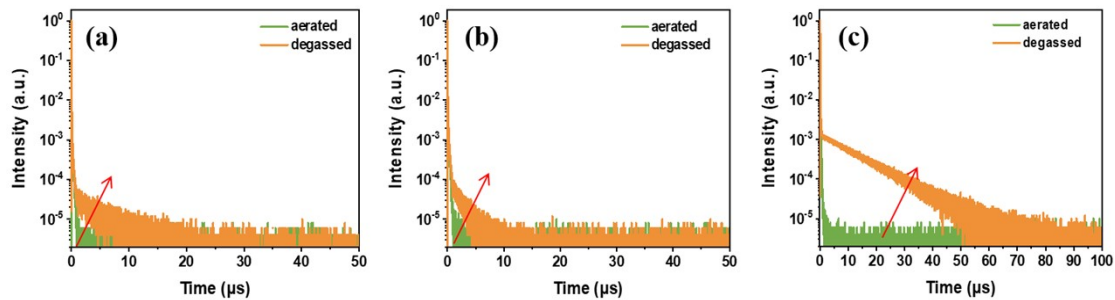 (a)
aerated
degassed
Intensity (a.u.)
10⁰
10⁻¹
10⁻²
10⁻³
10⁻⁴
10⁻⁵
0 10 20 30 40 50
Time (µs)
(b)
aerated
degassed
Intensity (a.u.)
10⁰
10⁻¹
10⁻²
10⁻³
10⁻⁴
10⁻⁵
0 10 20 30 40 50
Time (µs)
(c)
aerated
degassed
Intensity (a.u.)
10⁰
10⁻¹
10⁻²
10⁻³
10⁻⁴
10⁻⁵
0 10 20 30 40 50 60 70 80 90 100
Time (µs)